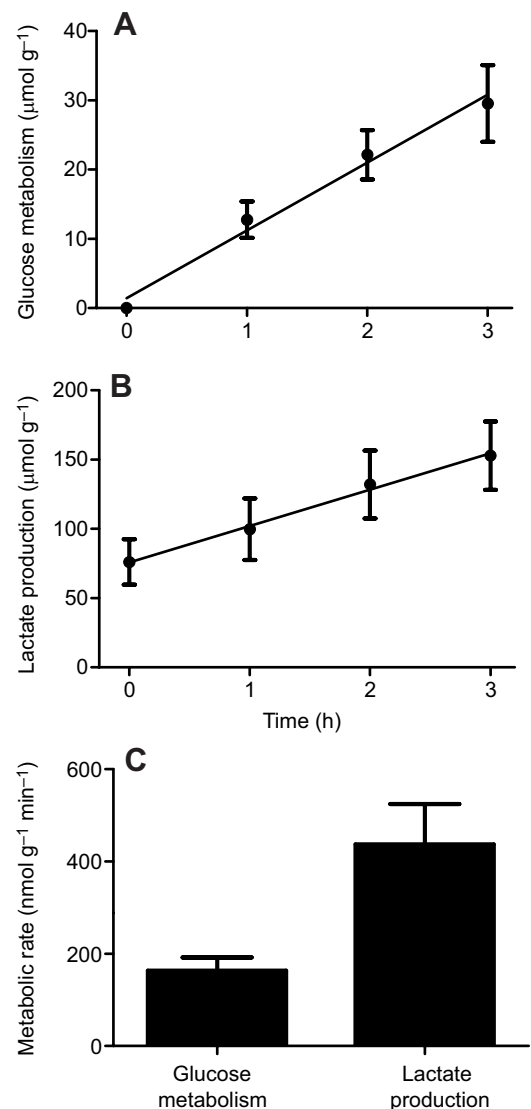 A
Glucose metabolism (μmol g⁻¹)
40
30
20
10
0
0 1 2 3
B
Lactate production (μmol g⁻¹)
200
150
100
50
0
0 1 2 3
Time (h)
C
Metabolic rate (nmol g⁻¹ min⁻¹)
600
400
200
0
Glucose metabolism
Lactate production